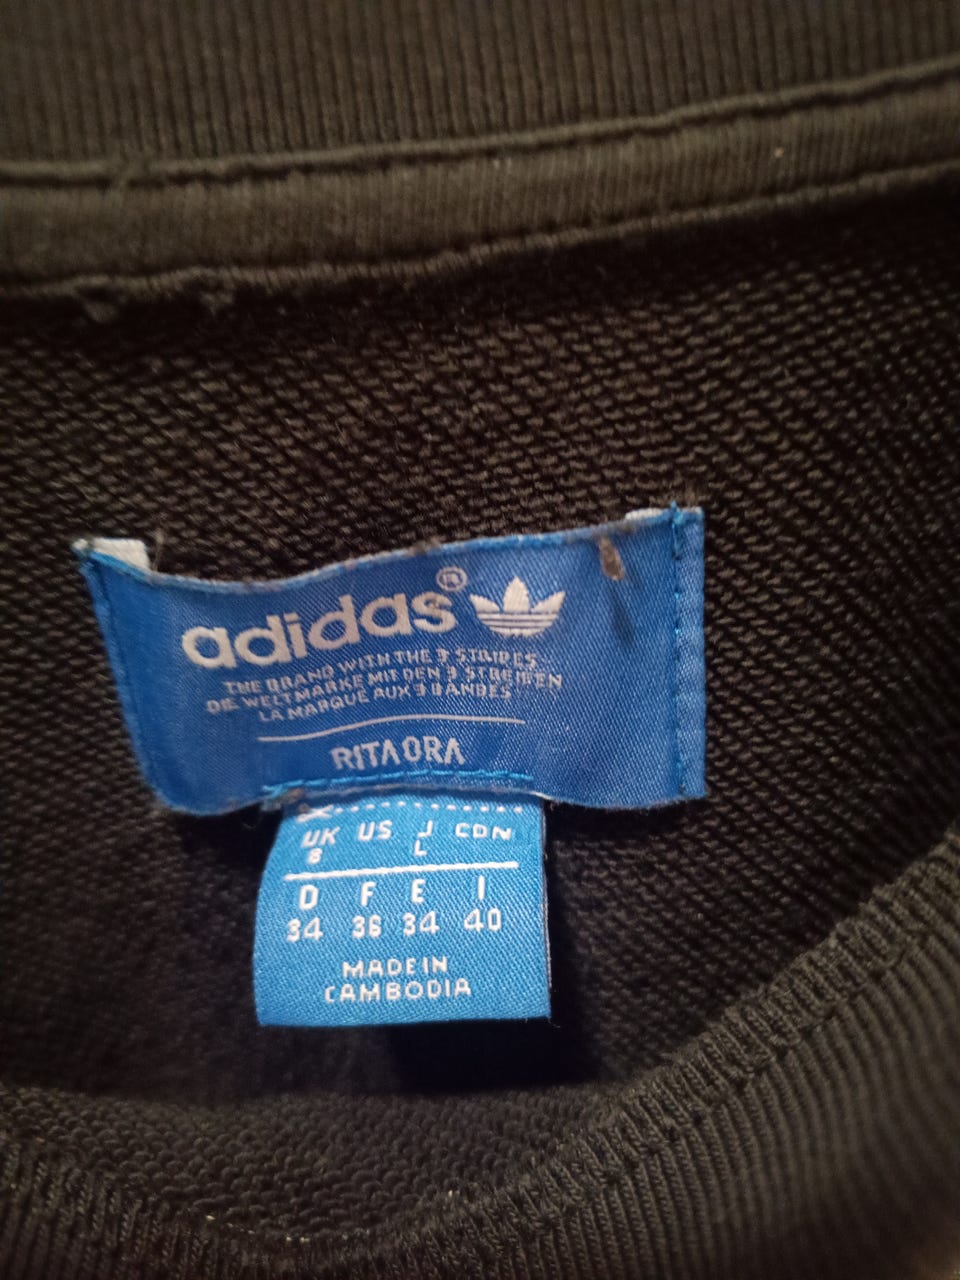 adidas®
THE BRAND WITH THE 3 STRIPES
DIE WELTMARKE MIT DEN 3 STREIFEN
LA MARQUE AUX 3 BANDES
RITA ORA
UK US J CDN
8 L
D F E I
34 36 34 40
MADE IN
CAMBODIA